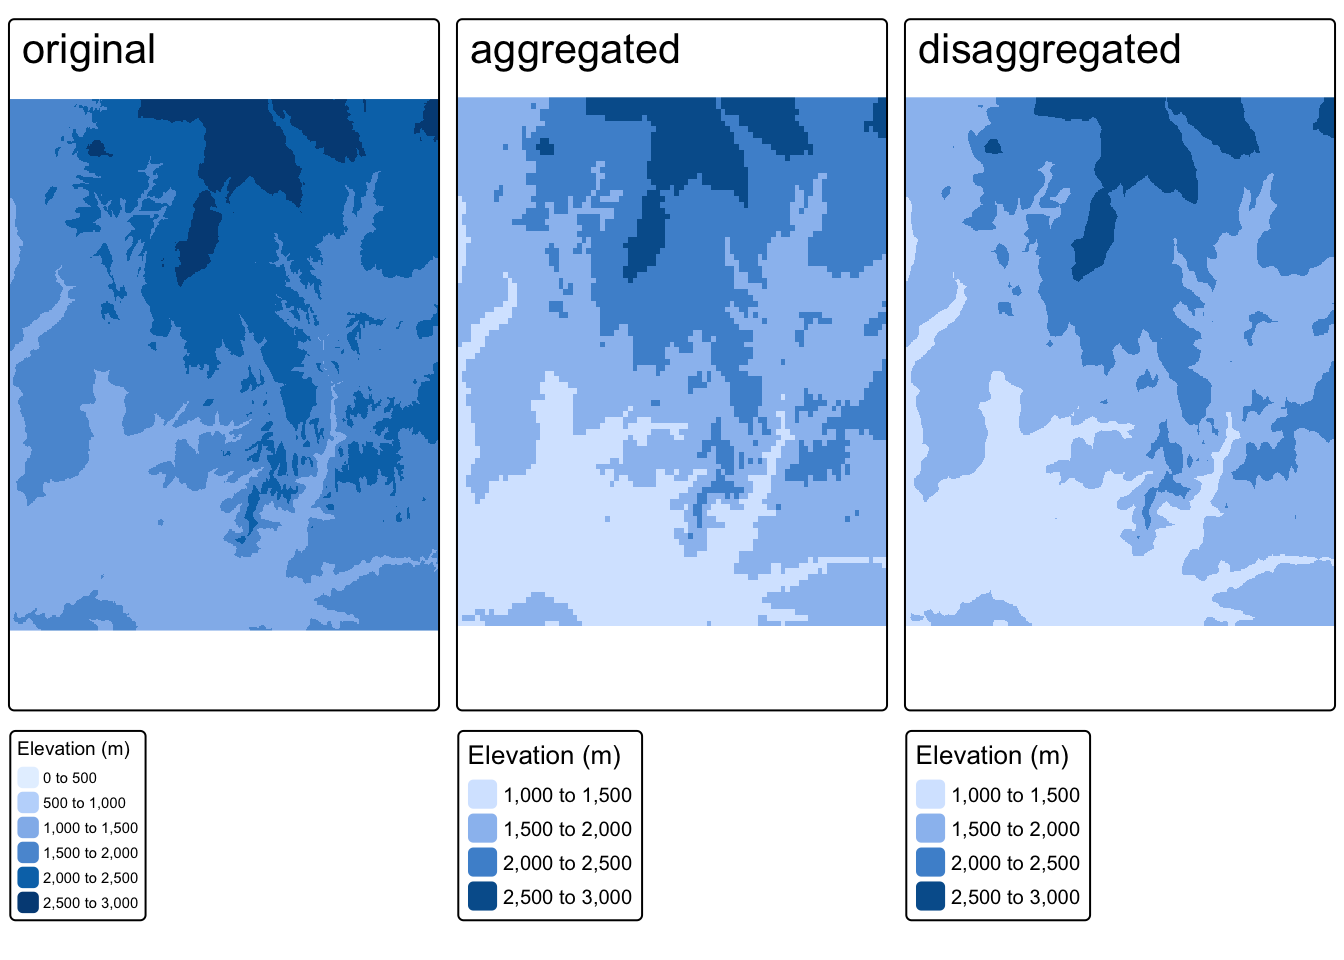 original
aggregated
disaggregated
Elevation (m)
0 to 500
500 to 1,000
1,000 to 1,500
1,500 to 2,000
2,000 to 2,500
2,500 to 3,000
Elevation (m)
1,000 to 1,500
1,500 to 2,000
2,000 to 2,500
2,500 to 3,000
Elevation (m)
1,000 to 1,500
1,500 to 2,000
2,000 to 2,500
2,500 to 3,000